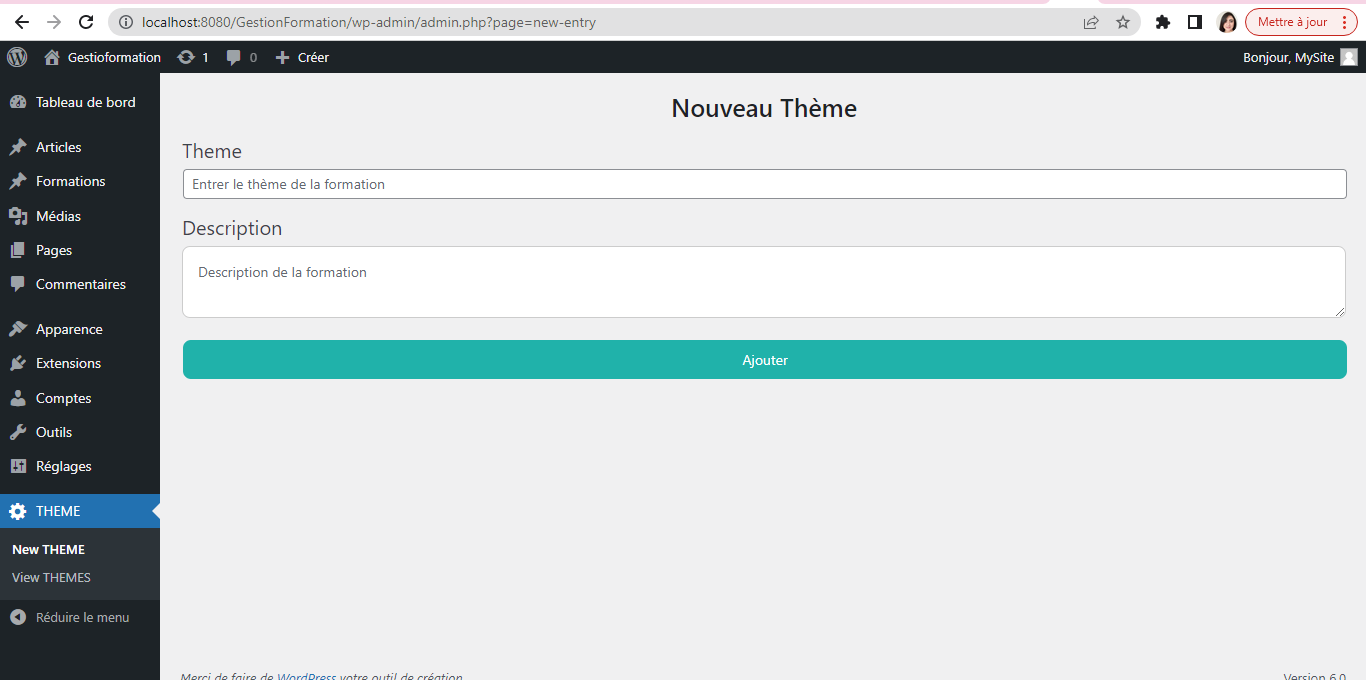 localhost:8080/GestionFormation/wp-admin/admin.php?page=new-entry
Mettre à jour
Gestioformation
1
0
Créer
Bonjour, MySite
Tableau de bord
Articles
Formations
Médias
Pages
Commentaires
Apparence
Extensions
Comptes
Outils
Réglages
THEME
New THEME
View THEMES
Réduire le menu
Nouveau Thème
Theme
Entrer le thème de la formation
Description
Description de la formation
Ajouter
Merci de faire de WordPress votre outil de création.
Version 6.0